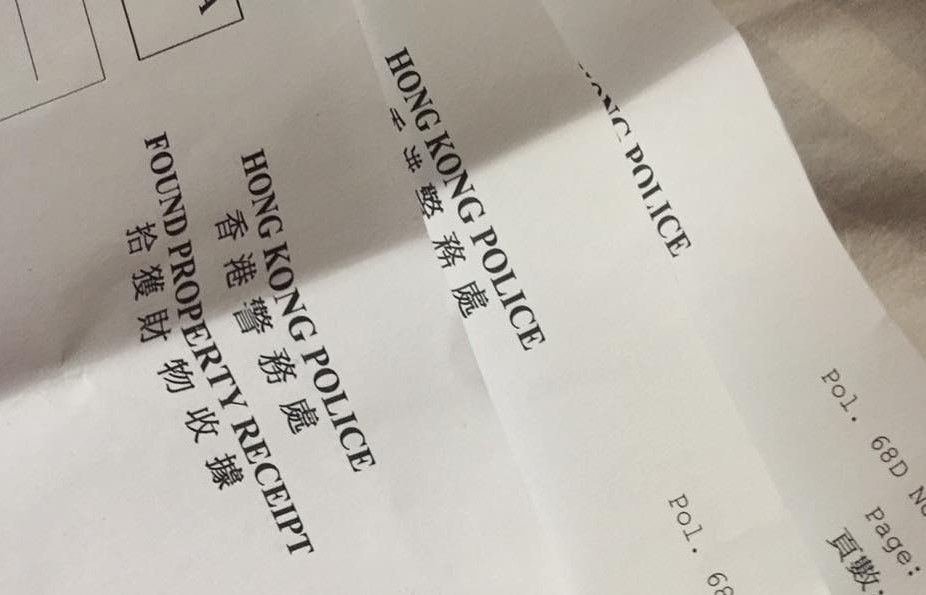 HONG KONG POLICE
香港警務處
FOUND PROPERTY RECEIPT
拾獲財物收據
HONG KONG POLICE
務處
POLICE
Pol. 68
Pol. 68D
Page:
頁數: